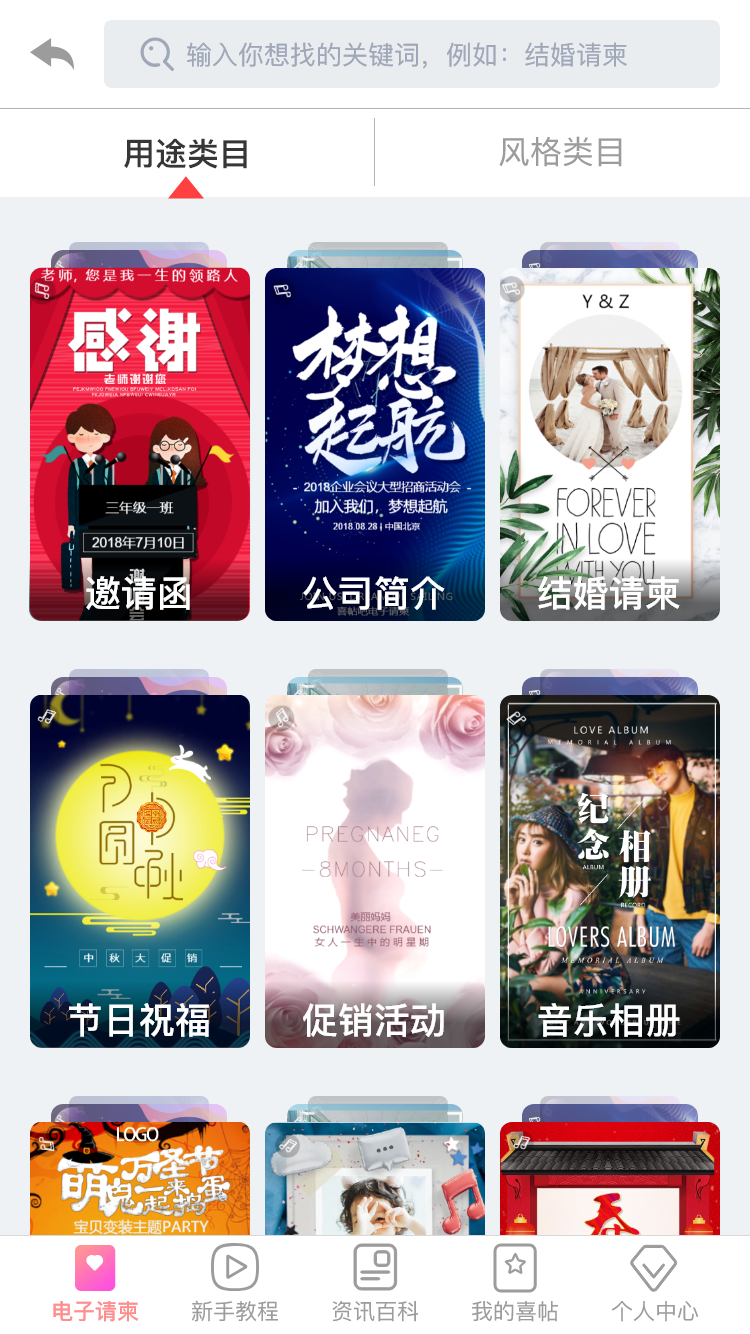 输入你想找的关键词，例如：结婚请柬
用途类目
风格类目
老师，您是我一生的领路人
感谢
老师谢谢您
三年级一班
2018年7月10日
邀请函
梦想
起航
- 2018企业会议大型招商活动会 -
加入我们，梦想起航
2018.08.28 | 中国北京
喜帖吧电子请柬
公司简介
Y & Z
FOREVER
IN LOVE
WITH YOU
结婚请柬
月圆中秋
中秋大促销
节日祝福
PREGNANEG
—8MONTHS—
美丽妈妈
SCHWANGERE FRAUEN
女人一生中的明星期
促销活动
LOVE ALBUM
MEMORIAL ALBUM
纪念
ALBUM
相册
RECORD
LOVERS ALBUM
MEMORIAL ALBUM
ANNIVERSARY
音乐相册
LOGO
万圣节
萌鬼一来
起捣蛋
宝贝变装主题PARTY
电子请柬
新手教程
资讯百科
我的喜帖
个人中心